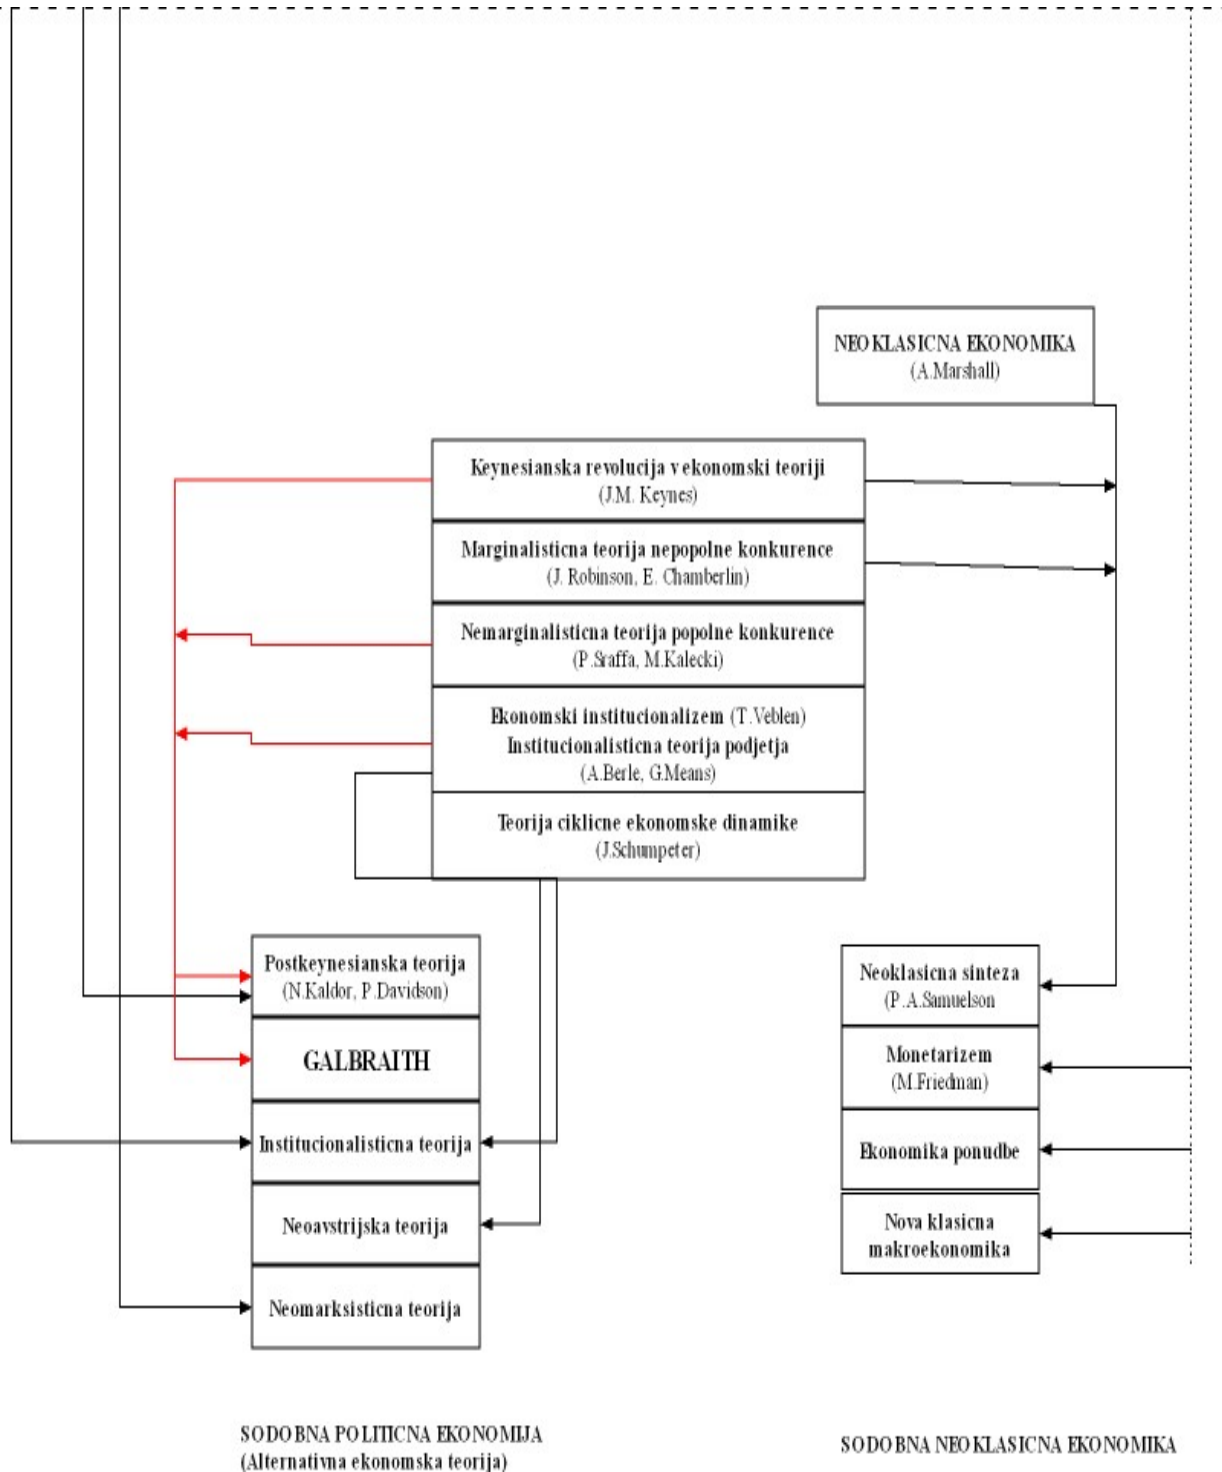 NEOKLASICNA EKONOMIKA
(A.Marshall)
Keynesianska revolucija v ekonomski teoriji
(J.M. Keynes)
Marginalisticna teorija nepopolne konkurence
(J. Robinson, E. Chamberlin)
Nemarginalisticna teorija popolne konkurence
(P.Sraffa, M.Kalecki)
Ekonomski institucionalizem (T.Veblen)
Institucionalisticna teorija podjetja
(A.Berle, G.Means)
Teorija ciklicne ekonomske dinamike
(J.Schumpeter)
Postkeynesianska teorija
(N.Kaldor, P.Davidson)
GALBRAITH
Institucionalisticna teorija
Neoavstrijska teorija
Neomarksisticna teorija
Neoklasicna sinteza
(P.A.Samuelson
Monetarizem
(M.Friedman)
Ekonomika ponudbe
Nova klasicna
makroekonomika
SODOBNA POLITICNA EKONOMIJA
(Alternativna ekonomska teorija)
SODOBNA NEOKLASICNA EKONOMIKA